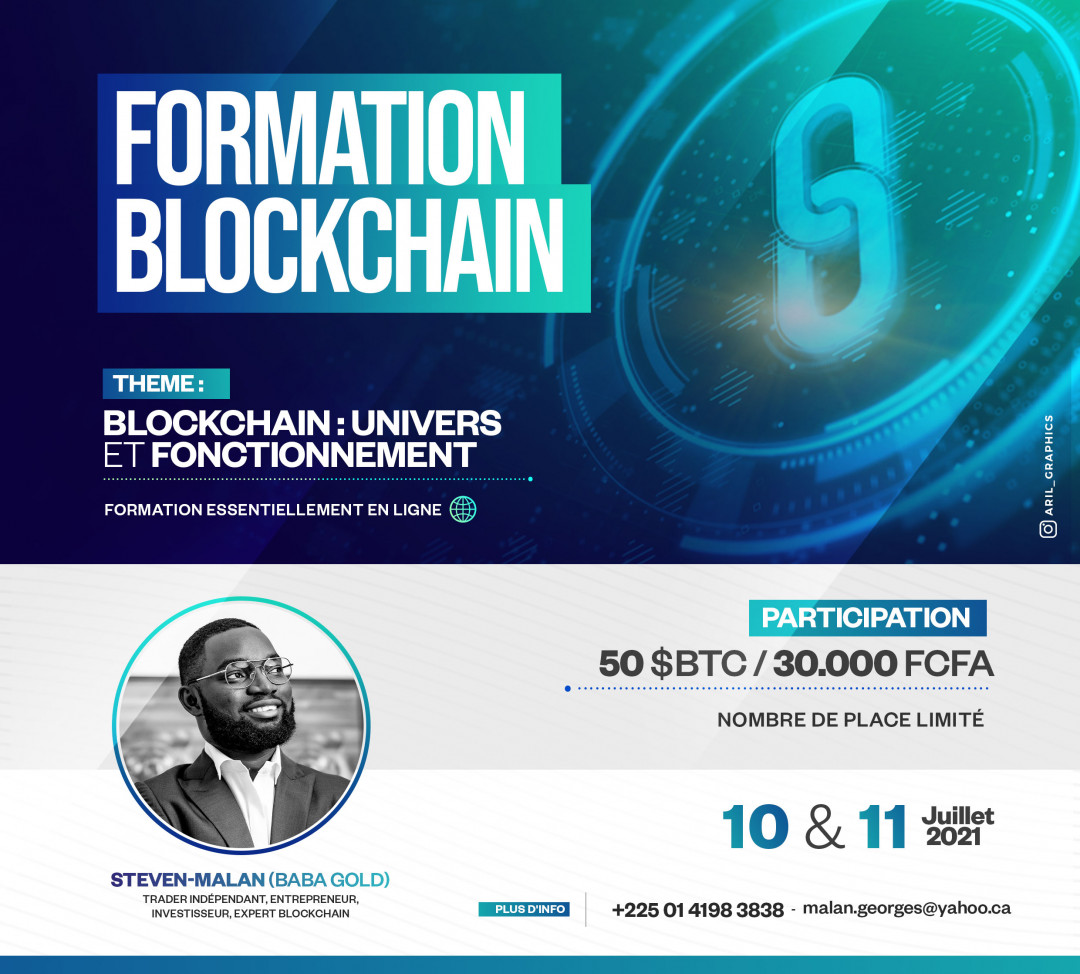 FORMATION
BLOCKCHAIN
THEME :
BLOCKCHAIN : UNIVERS
ET FONCTIONNEMENT
FORMATION ESSENTIELLEMENT EN LIGNE
ARIL_GRAPHICS
PARTICIPATION
50 $BTC / 30.000 FCFA
NOMBRE DE PLACE LIMITÉ
10 & 11 Juillet
2021
STEVEN-MALAN (BABA GOLD)
TRADER INDÉPENDANT, ENTREPRENEUR,
INVESTISSEUR, EXPERT BLOCKCHAIN
PLUS D'INFO
+225 01 4198 3838 - malan.georges@yahoo.ca